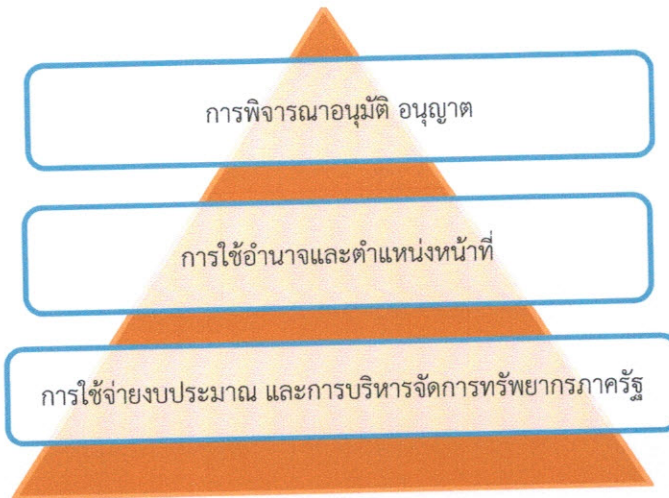 การพิจารณาอนุมัติ อนุญาต
การใช้อำนาจและตำแหน่งหน้าที่
การใช้จ่ายงบประมาณ และการบริหารจัดการทรัพยากรภาครัฐ